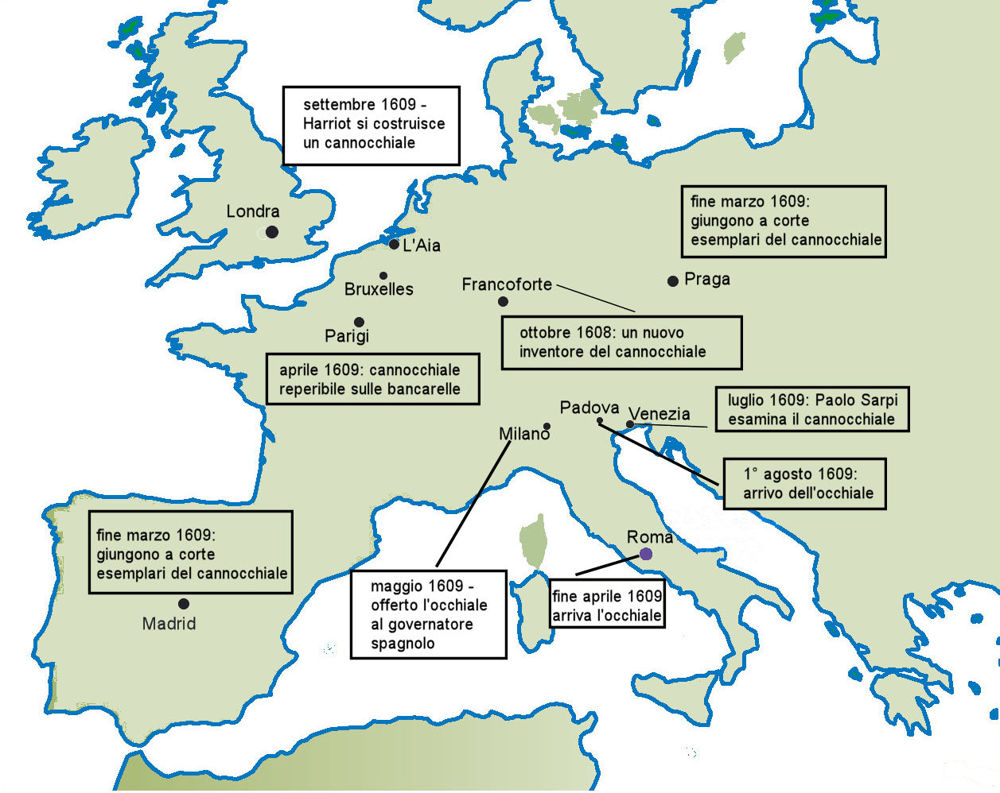 settembre 1609 -
Harriot si costruisce
un cannocchiale
Londra
L'Aia
Bruxelles
Parigi
aprile 1609: cannocchiale
reperibile sulle bancarelle
Francoforte
ottobre 1608: un nuovo
inventore del cannocchiale
fine marzo 1609:
giungono a corte
esemplari del cannocchiale
Praga
Padova
Venezia
luglio 1609: Paolo Sarpi
esamina il cannocchiale
Milano
1° agosto 1609:
arrivo dell'occhiale
fine marzo 1609:
giungono a corte
esemplari del cannocchiale
Madrid
maggio 1609 -
offerto l'occhiale
al governatore
spagnolo
Roma
fine aprile 1609
arriva l'occhiale